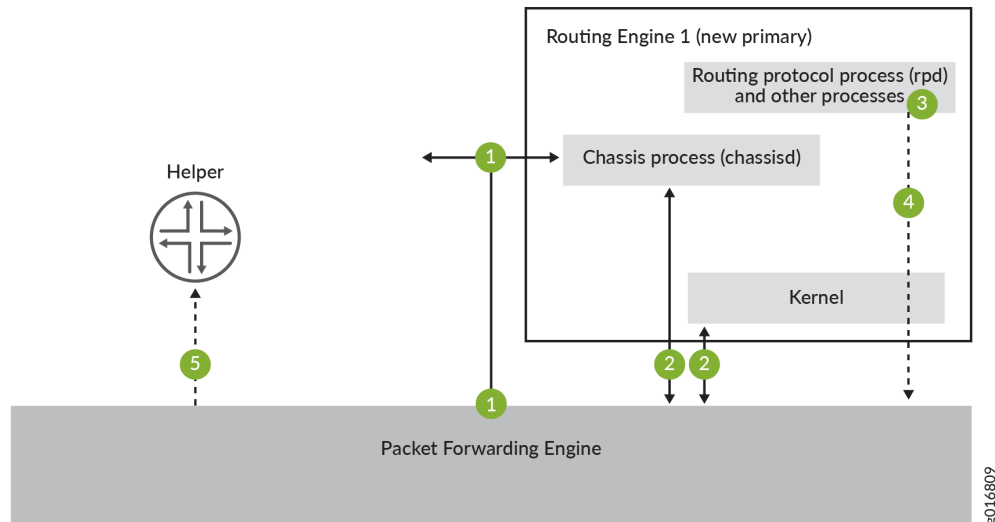 Routing Engine 1 (new primary)
Routing protocol process (rpd)
and other processes
3
1
Chassis process (chassisd)
Helper
4
Kernel
5
2
2
1
Packet Forwarding Engine
g016809